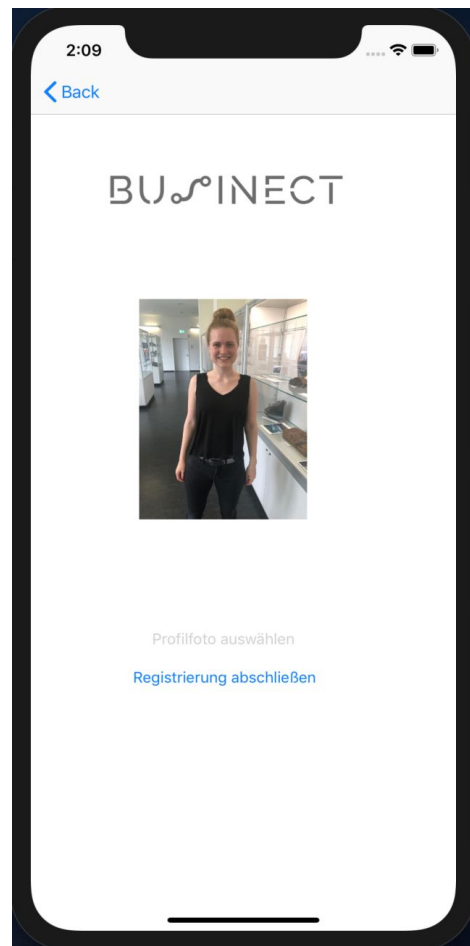 2:09
Back
BUSINECT
Profilfoto auswählen
Registrierung abschließen